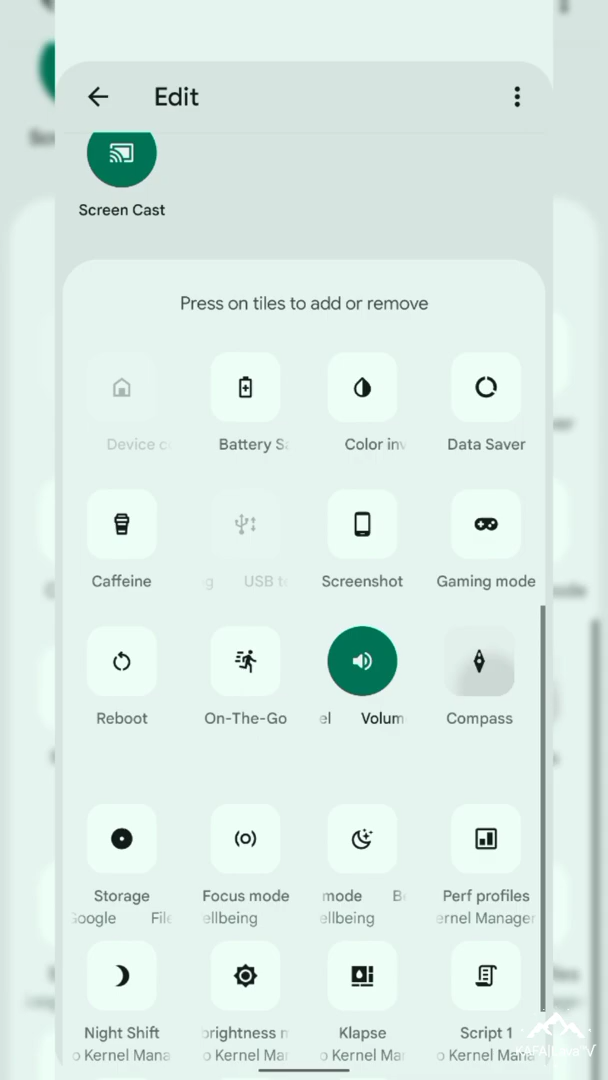 Edit
Screen Cast
Press on tiles to add or remove
Device c
Battery Sa
Color inv
Data Saver
Caffeine
g USB te
Screenshot
Gaming mode
Reboot
On-The-Go
el Volum
Compass
Storage
Focus mode
mode Be
Perf profiles
Google File
ellbeing
ellbeing
ernel Manager
Night Shift
brightness m
Klapse
Script 1
o Kernel Mana
o Kernel Mar
o Kernel Mar
o Kernel Mana